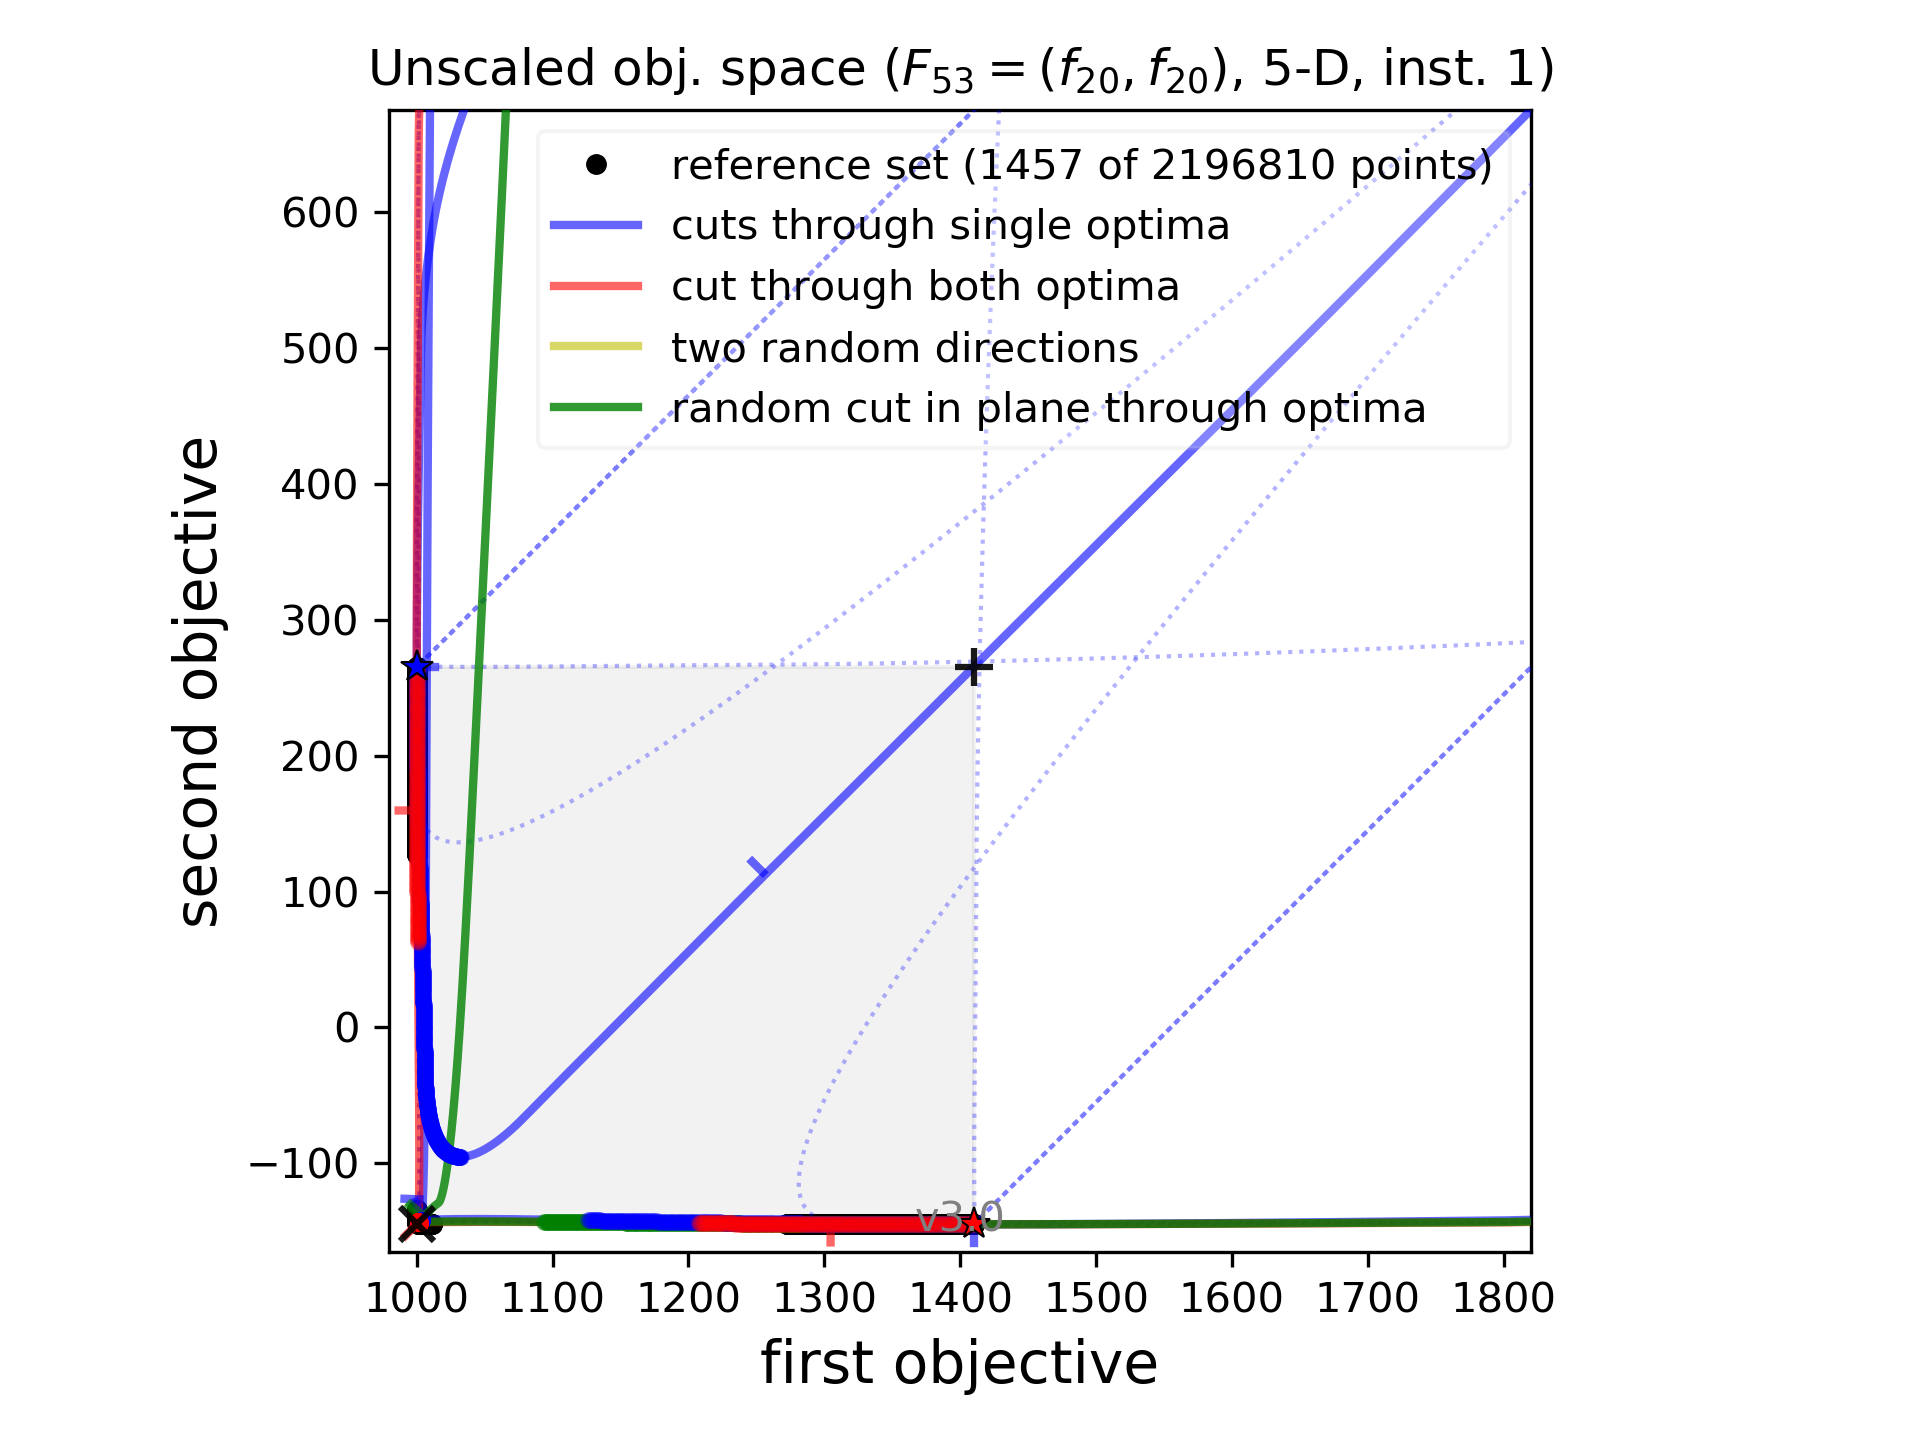 Unscaled obj. space (F53 = (f20, f20), 5-D, inst. 1)
reference set (1457 of 2196810 points)
cuts through single optima
cut through both optima
two random directions
random cut in plane through optima
second objective
600
500
400
300
200
100
0
−100
v3.0
1000 1100 1200 1300 1400 1500 1600 1700 1800
first objective